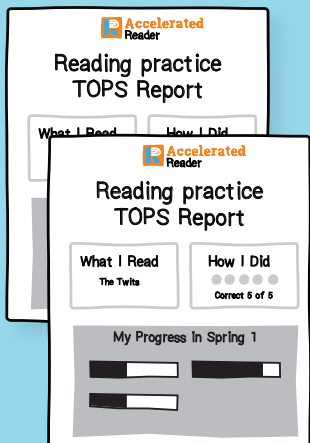 Accelerated
Reader
Reading practice
TOPS Report
What I Read
How I Did
Accelerated
Reader
Reading practice
TOPS Report
What I Read
The Twits
How I Did
Correct 5 of 5
My Progress in Spring 1